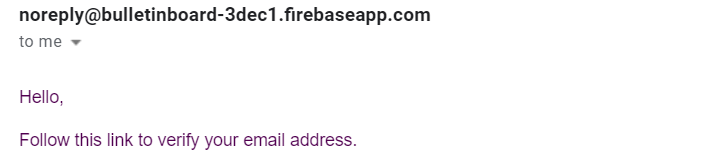 noreply@bulletinboard-3dec1.firebaseapp.com
to me
Hello,
Follow this link to verify your email address.